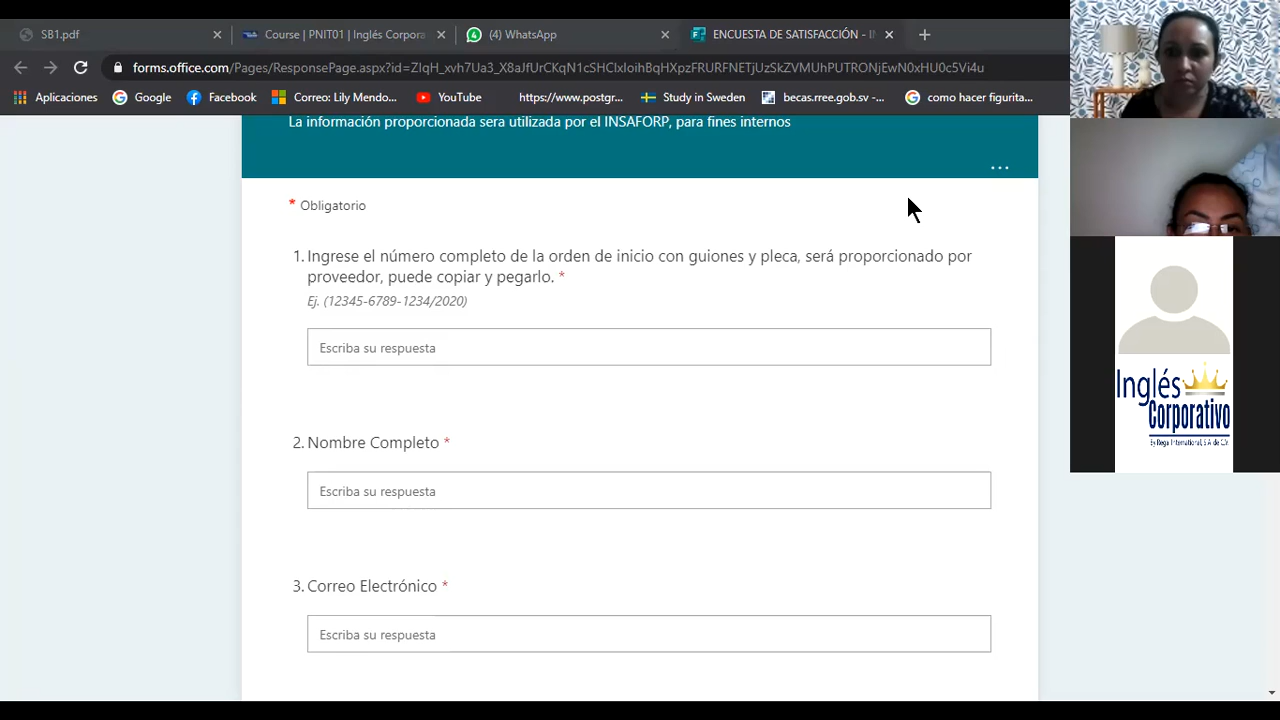 SB1.pdf
Course | PNIT01 | Inglés Corpora
(4) WhatsApp
ENCUESTA DE SATISFACCIÓN - I
forms.office.com/Pages/ResponsePage.aspx?id=
Aplicaciones
Google
Facebook
Correo: Lily Mendo...
YouTube
https://www.postgr...
Study in Sweden
becas.rree.gob.sv -...
como hacer figurita...
La información proporcionada sera utilizada por el INSAFORP, para fines internos
...
* Obligatorio
1. Ingrese el número completo de la orden de inicio con guiones y pleca, será proporcionado por
proveedor, puede copiar y pegarlo. *
Ej. (12345-6789-1234/2020)
Escriba su respuesta
2. Nombre Completo *
Escriba su respuesta
3. Correo Electrónico *
Escriba su respuesta
Inglés
Corporativo
By Rega International, S.A. de C.V.